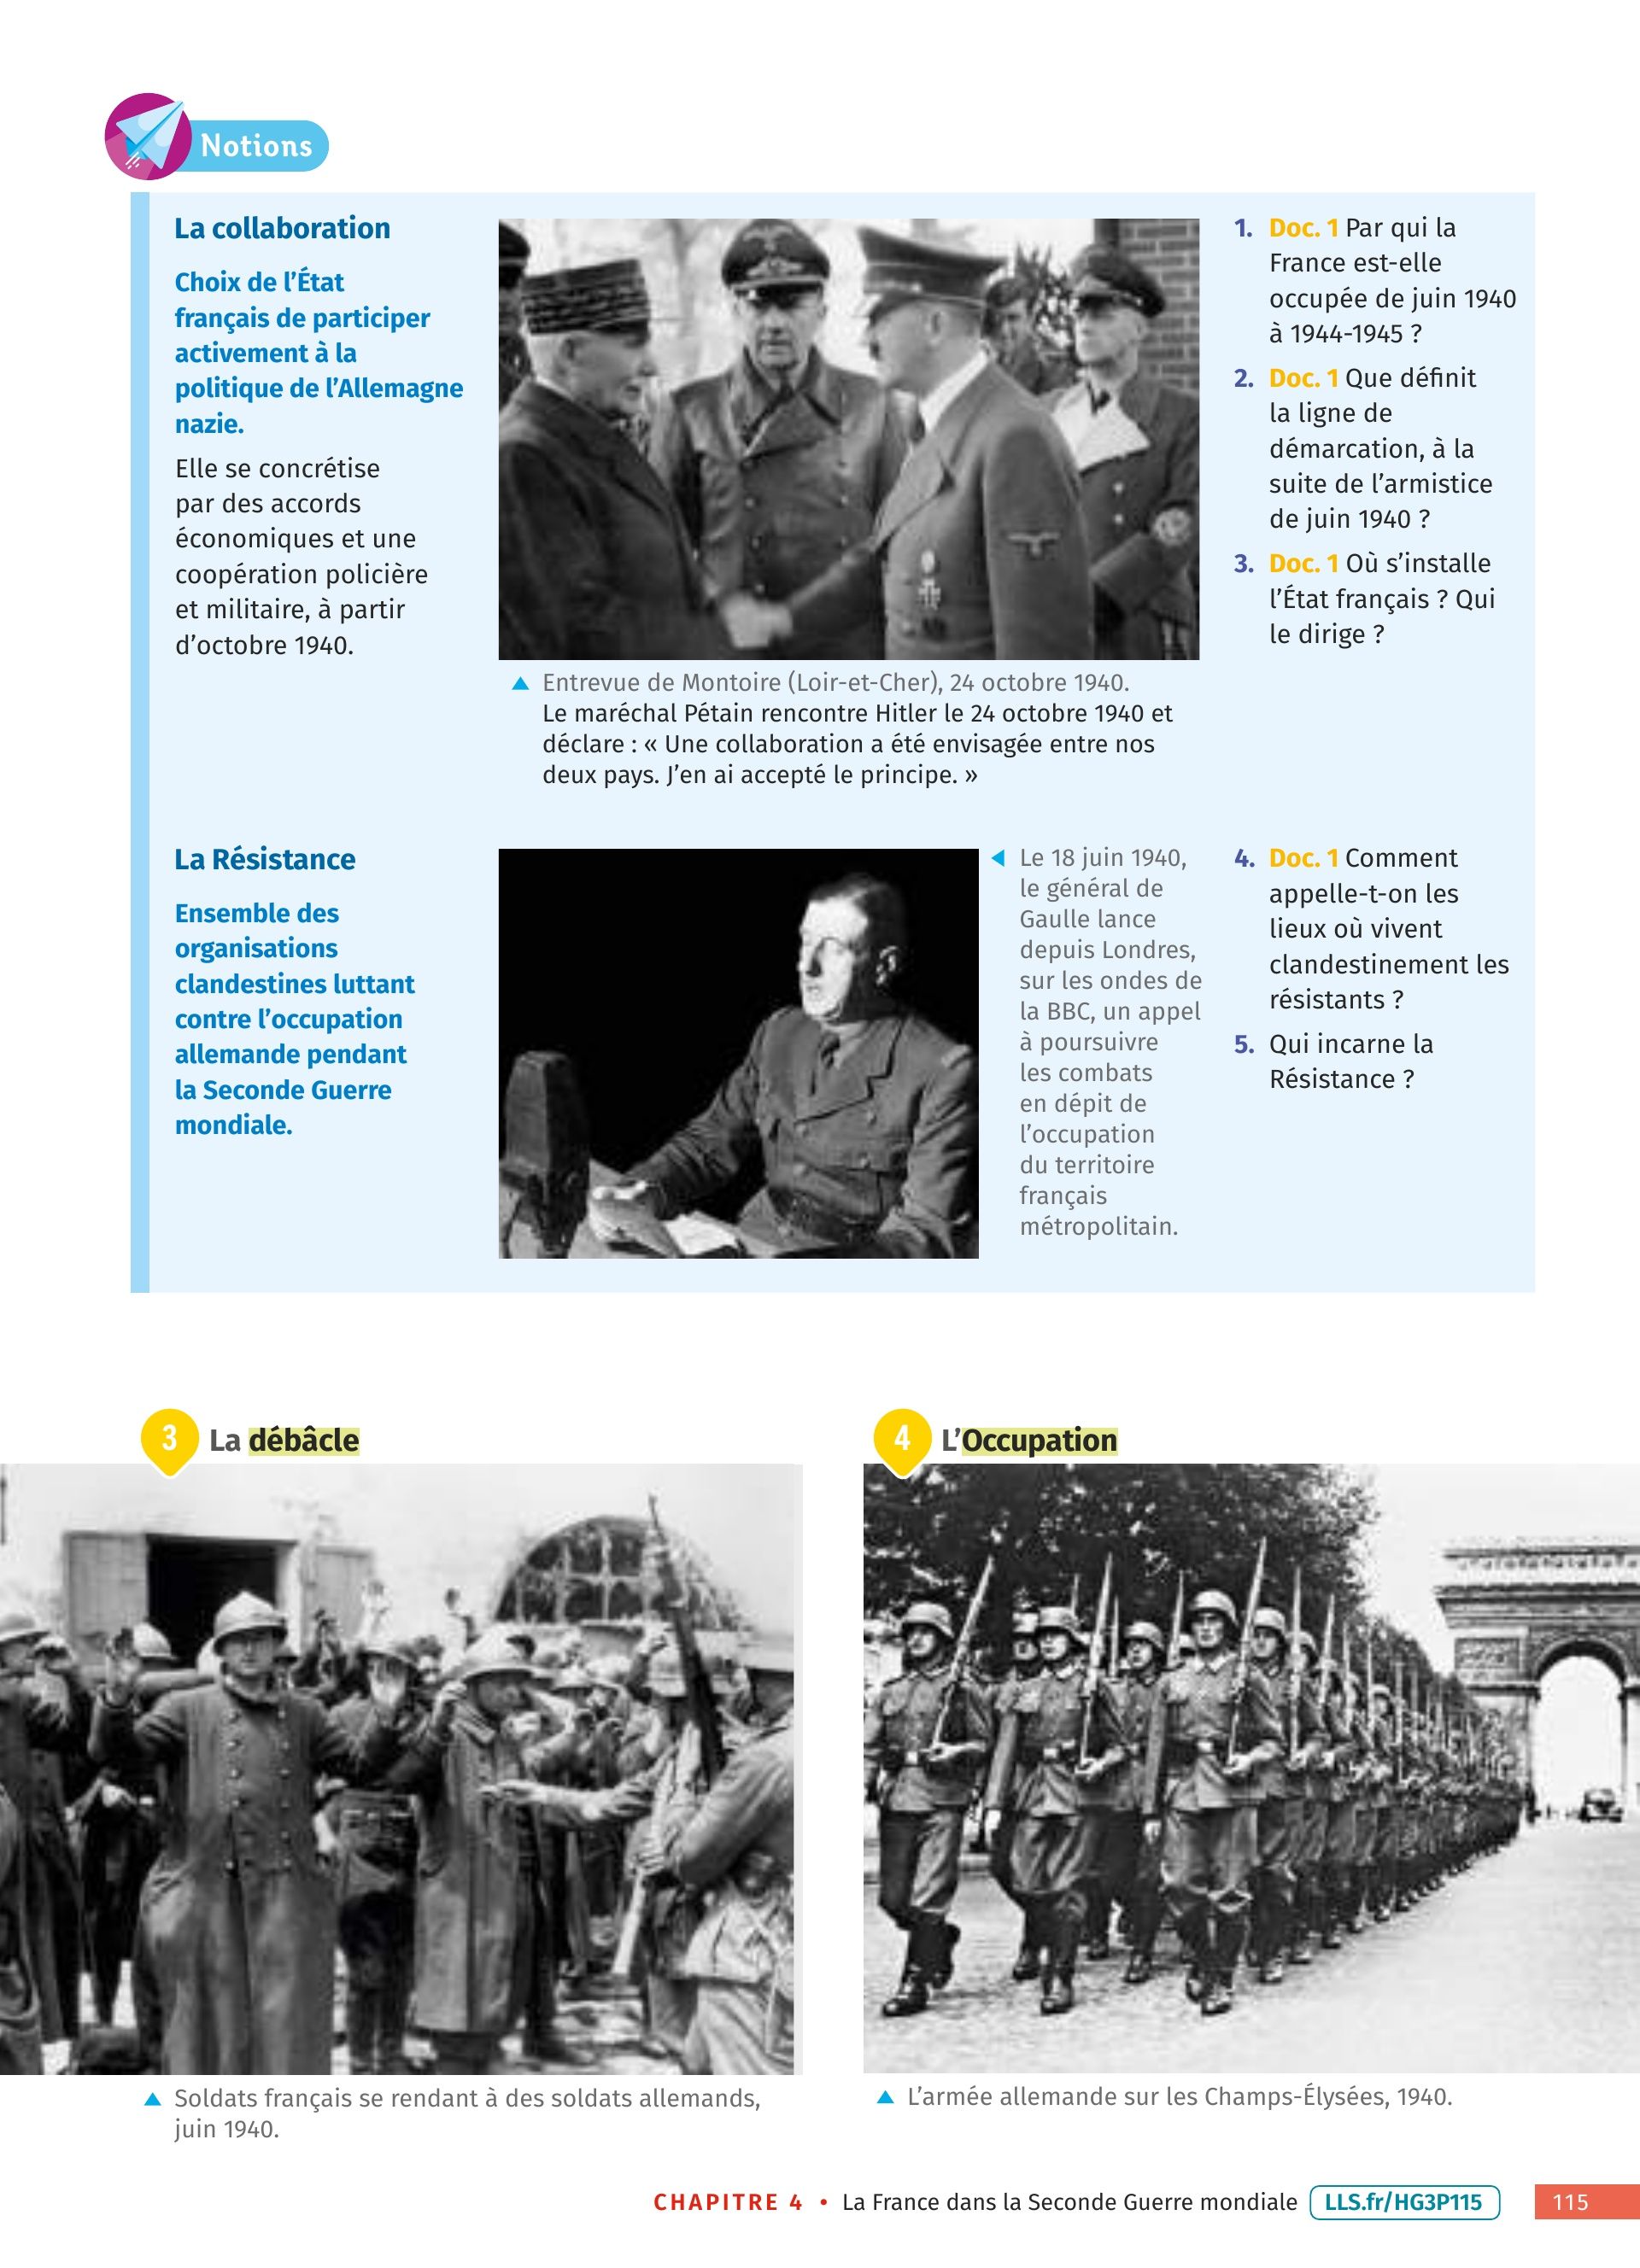 Notions
La collaboration
Choix de l'État
français de participer
activement à la
politique de l'Allemagne
nazie.
Elle se concrétise
par des accords
économiques et une
coopération policière
et militaire, à partir
d'octobre 1940.
Entrevue de Montoire (Loir-et-Cher), 24 octobre 1940.
Le maréchal Pétain rencontre Hitler le 24 octobre 1940 et
déclare : « Une collaboration a été envisagée entre nos
deux pays. J'en ai accepté le principe. »
1. Doc. 1 Par qui la
France est-elle
occupée de juin 1940
à 1944-1945 ?
2. Doc. 1 Que définit
la ligne de
démarcation, à la
suite de l'armistice
de juin 1940 ?
3. Doc. 1 Où s'installe
l'État français ? Qui
le dirige ?
La Résistance
Ensemble des
organisations
clandestines luttant
contre l'occupation
allemande pendant
la Seconde Guerre
mondiale.
Le 18 juin 1940,
le général de
Gaulle lance
depuis Londres,
sur les ondes de
la BBC, un appel
à poursuivre
les combats
en dépit de
l'occupation
du territoire
français
métropolitain.
4. Doc. 1 Comment
appelle-t-on les
lieux où vivent
clandestinement les
résistants ?
5. Qui incarne la
Résistance ?
3 La débâcle
Soldats français se rendant à des soldats allemands,
juin 1940.
4 L'Occupation
L'armée allemande sur les Champs-Élysées, 1940.
CHAPITRE 4 • La France dans la Seconde Guerre mondiale LLS.fr/HG3P115 115